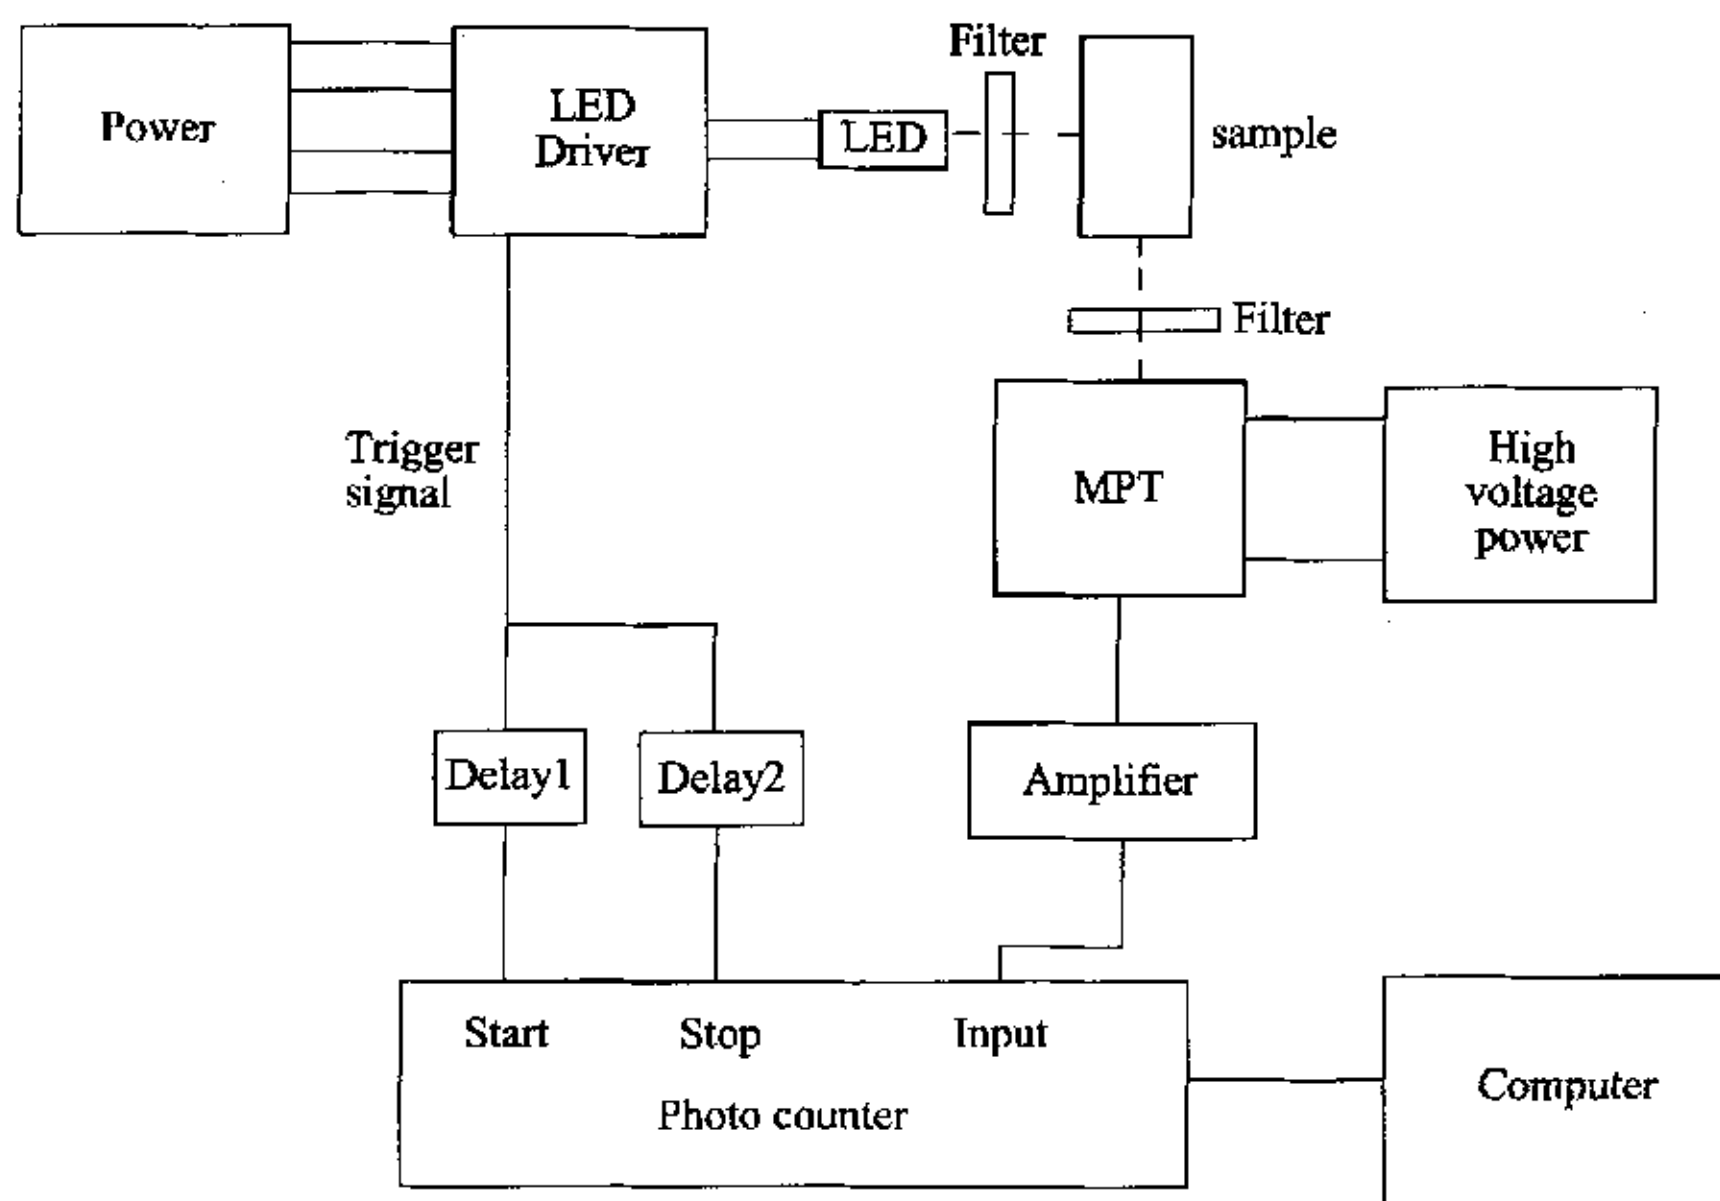 Power
LED
Driver
LED
Filter
sample
Filter
Trigger
signal
MPT
High
voltage
power
Delay1
Delay2
Amplifier
Start
Stop
Input
Photo counter
Computer